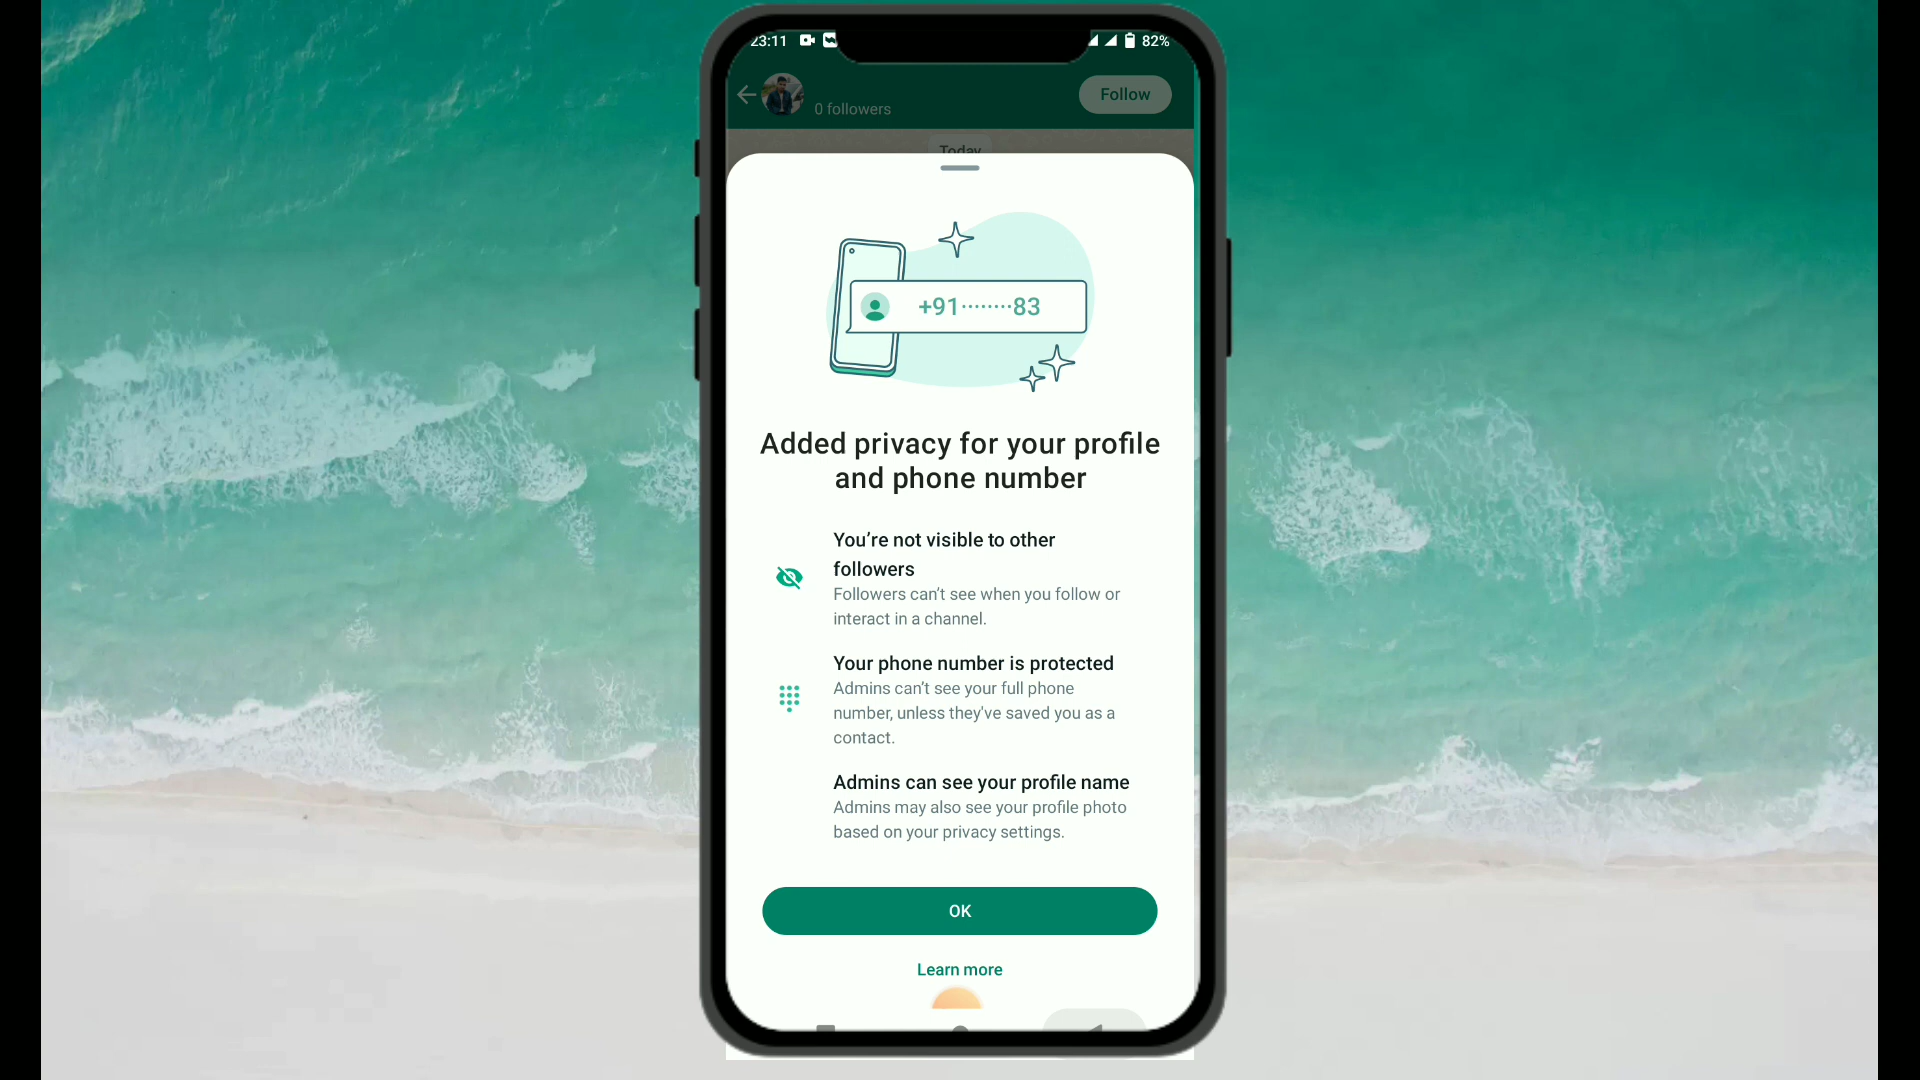 23:11
82%
0 followers
Follow
Today
+91········83
Added privacy for your profile
and phone number
You’re not visible to other
followers
Followers can’t see when you follow or
interact in a channel.
Your phone number is protected
Admins can’t see your full phone
number, unless they've saved you as a
contact.
Admins can see your profile name
Admins may also see your profile photo
based on your privacy settings.
OK
Learn more